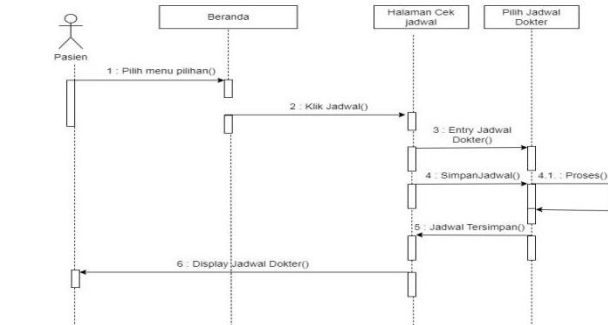 Beranda
Halaman Cek
jadwal
Pilih Jadwal
Dokter
Pasien
1 : Pilih menu pilihan()
2 : Klik Jadwal()
3 : Entry Jadwal
Dokter()
4 : SimpanJadwal()
4.1. : Proses()
5 : Jadwal Tersimpan()
6 : Display Jadwal Dokter()